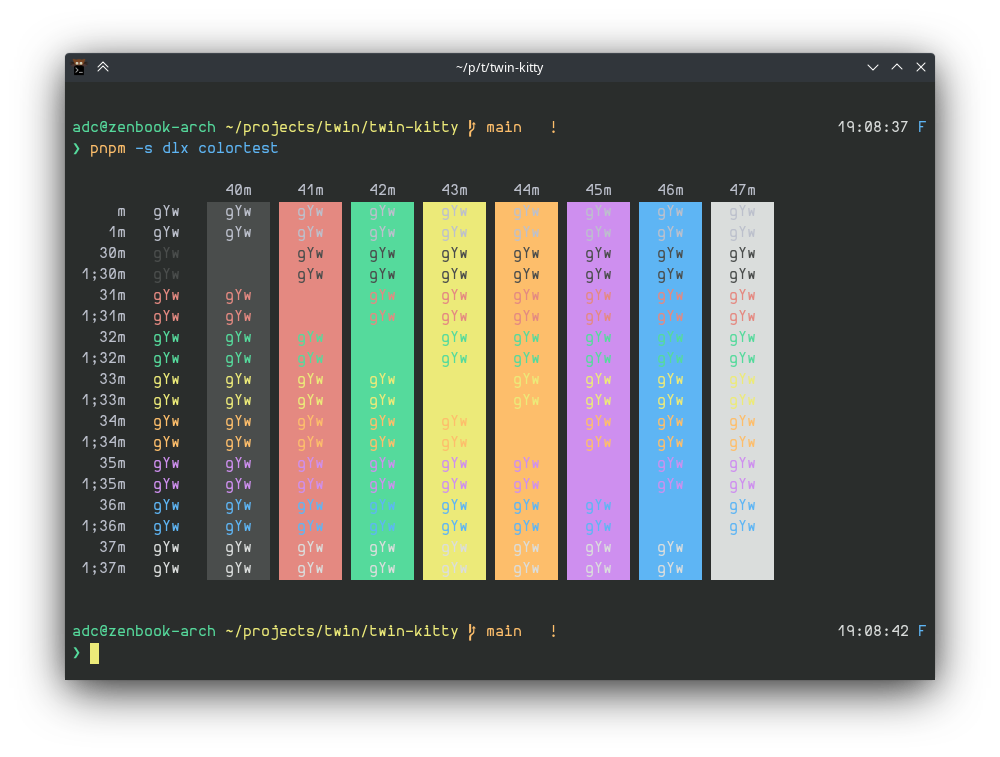 ~/p/t/twin-kitty
adc@zenbook-arch ~/projects/twin/twin-kitty main ! 19:08:37 F
❯ pnpm -s dlx colortest
40m 41m 42m 43m 44m 45m 46m 47m
m gYw gYw gYw gYw gYw gYw gYw gYw gYw
1m gYw gYw gYw gYw gYw gYw gYw gYw gYw
30m gYw gYw gYw gYw gYw gYw gYw gYw
1;30m gYw gYw gYw gYw gYw gYw gYw gYw
31m gYw gYw gYw gYw gYw gYw gYw gYw
1;31m gYw gYw gYw gYw gYw gYw gYw gYw
32m gYw gYw gYw gYw gYw gYw gYw gYw
1;32m gYw gYw gYw gYw gYw gYw gYw gYw
33m gYw gYw gYw gYw gYw gYw gYw gYw
1;33m gYw gYw gYw gYw gYw gYw gYw gYw
34m gYw gYw gYw gYw gYw gYw gYw gYw
1;34m gYw gYw gYw gYw gYw gYw gYw gYw
35m gYw gYw gYw gYw gYw gYw gYw gYw
1;35m gYw gYw gYw gYw gYw gYw gYw gYw
36m gYw gYw gYw gYw gYw gYw gYw gYw
1;36m gYw gYw gYw gYw gYw gYw gYw gYw
37m gYw gYw gYw gYw gYw gYw gYw gYw
1;37m gYw gYw gYw gYw gYw gYw gYw gYw
adc@zenbook-arch ~/projects/twin/twin-kitty main ! 19:08:42 F
❯